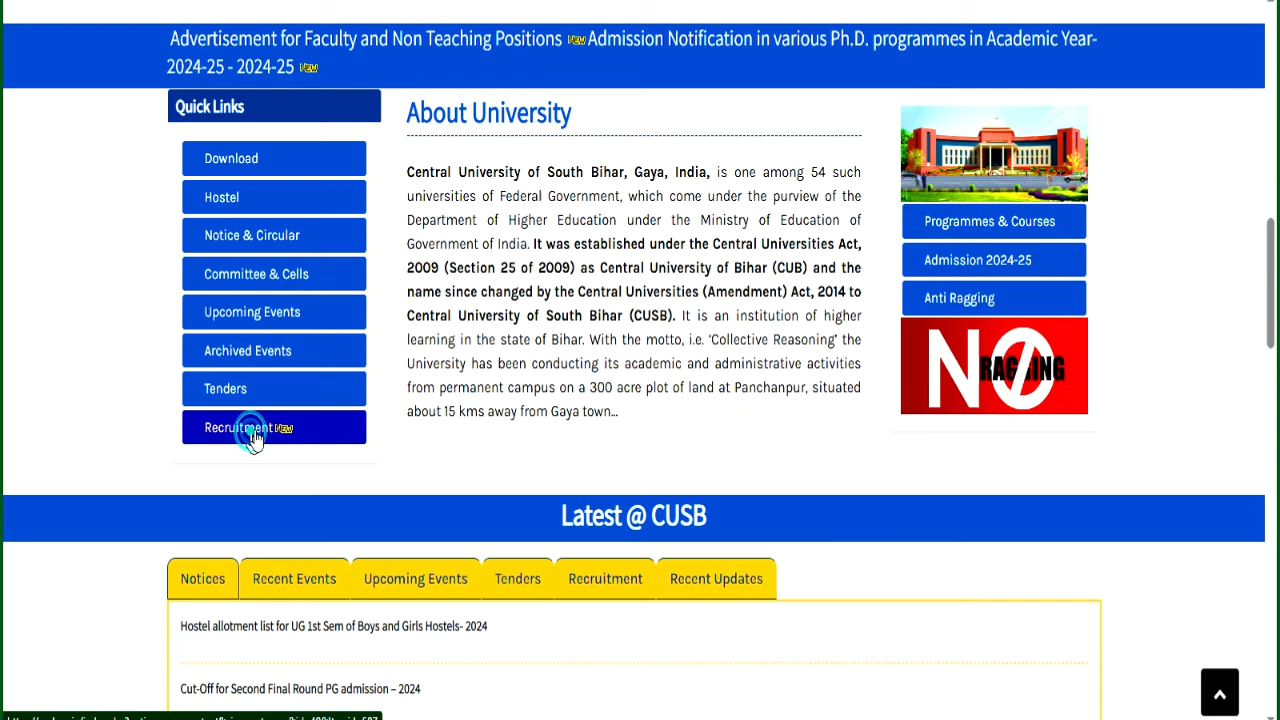 Advertisement for Faculty and Non Teaching Positions NEW Admission Notification in various Ph.D. programmes in Academic Year-
2024-25 - 2024-25 NEW
Quick Links
Download
Hostel
Notice & Circular
Committee & Cells
Upcoming Events
Archived Events
Tenders
Recruitment NEW
About University
Central University of South Bihar, Gaya, India, is one among 54 such
universities of Federal Government, which come under the purview of the
Department of Higher Education under the Ministry of Education of
Government of India. It was established under the Central Universities Act,
2009 (Section 25 of 2009) as Central University of Bihar (CUB) and the
name since changed by the Central Universities (Amendment) Act, 2014 to
Central University of South Bihar (CUSB). It is an institution of higher
learning in the state of Bihar. With the motto, i.e. 'Collective Reasoning' the
University has been conducting its academic and administrative activities
from permanent campus on a 300 acre plot of land at Panchanpur, situated
about 15 kms away from Gaya town...
Programmes & Courses
Admission 2024-25
Anti Ragging
NO RAGGING
Latest @ CUSB
Notices
Recent Events
Upcoming Events
Tenders
Recruitment
Recent Updates
Hostel allotment list for UG 1st Sem of Boys and Girls Hostels- 2024
Cut-Off for Second Final Round PG admission – 2024